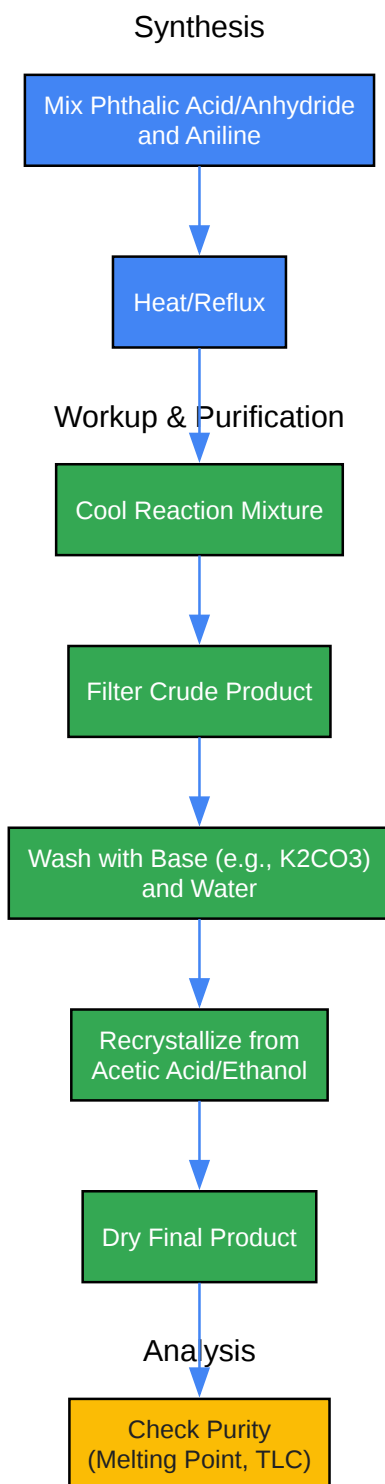 Synthesis
Mix Phthalic Acid/Anhydride
and Aniline
Heat/Reflux
Workup & Purification
Cool Reaction Mixture
Filter Crude Product
Wash with Base (e.g., K2CO3)
and Water
Recrystallize from
Acetic Acid/Ethanol
Dry Final Product
Analysis
Check Purity
(Melting Point, TLC)